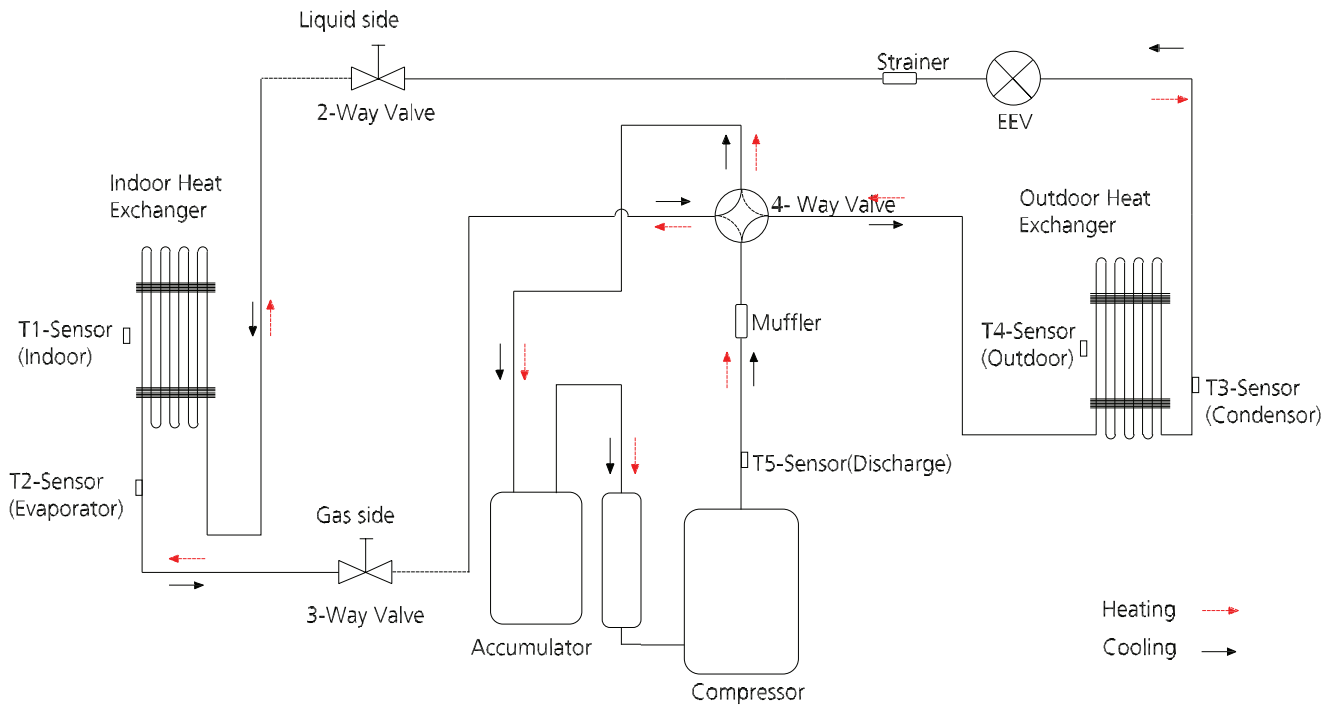 Liquid side
2-Way Valve
Strainer
EEV
Indoor Heat
Exchanger
4- Way Valve
Outdoor Heat
Exchanger
T1-Sensor
(Indoor)
Muffler
T4-Sensor
(Outdoor)
T3-Sensor
(Condensor)
T2-Sensor
(Evaporator)
T5-Sensor(Discharge)
Gas side
3-Way Valve
Accumulator
Compressor
Heating
Cooling